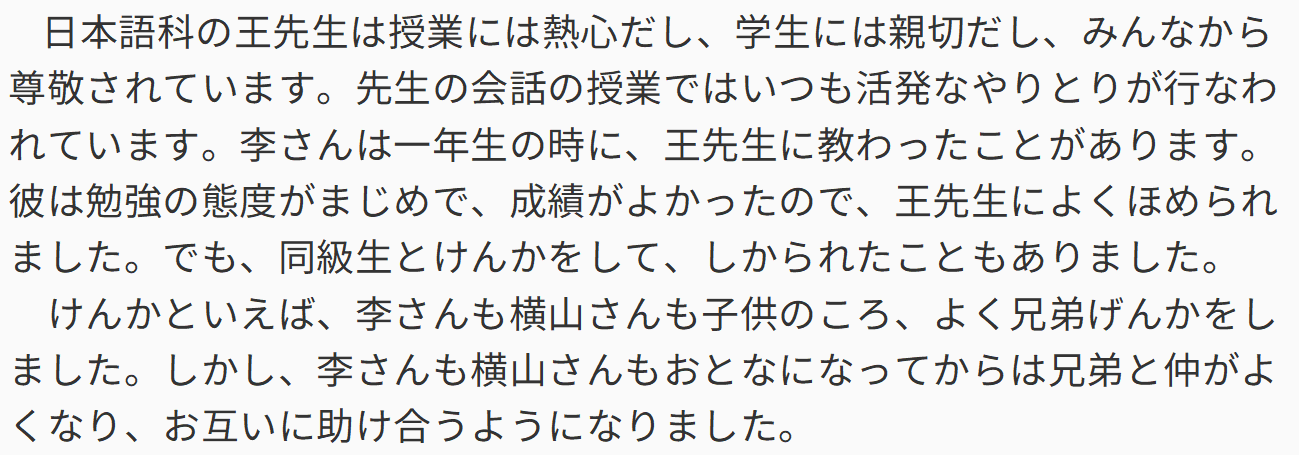 日本語科の王先生は授業には熱心だし、学生には親切だし、みんなから
尊敬されています。先生の会話の授業ではいつも活発なやりとりが行なわ
れています。李さんは一年生の時に、王先生に教わったことがあります。
彼は勉強の態度がまじめで、成績がよかったので、王先生によくほめられ
ました。でも、同級生とけんかをして、しかられたこともありました。
　けんかといえば、李さんも横山さんも子供のころ、よく兄弟げんかをし
ました。しかし、李さんも横山さんもおとなになってからは兄弟と仲がよ
くなり、お互いに助け合うようになりました。